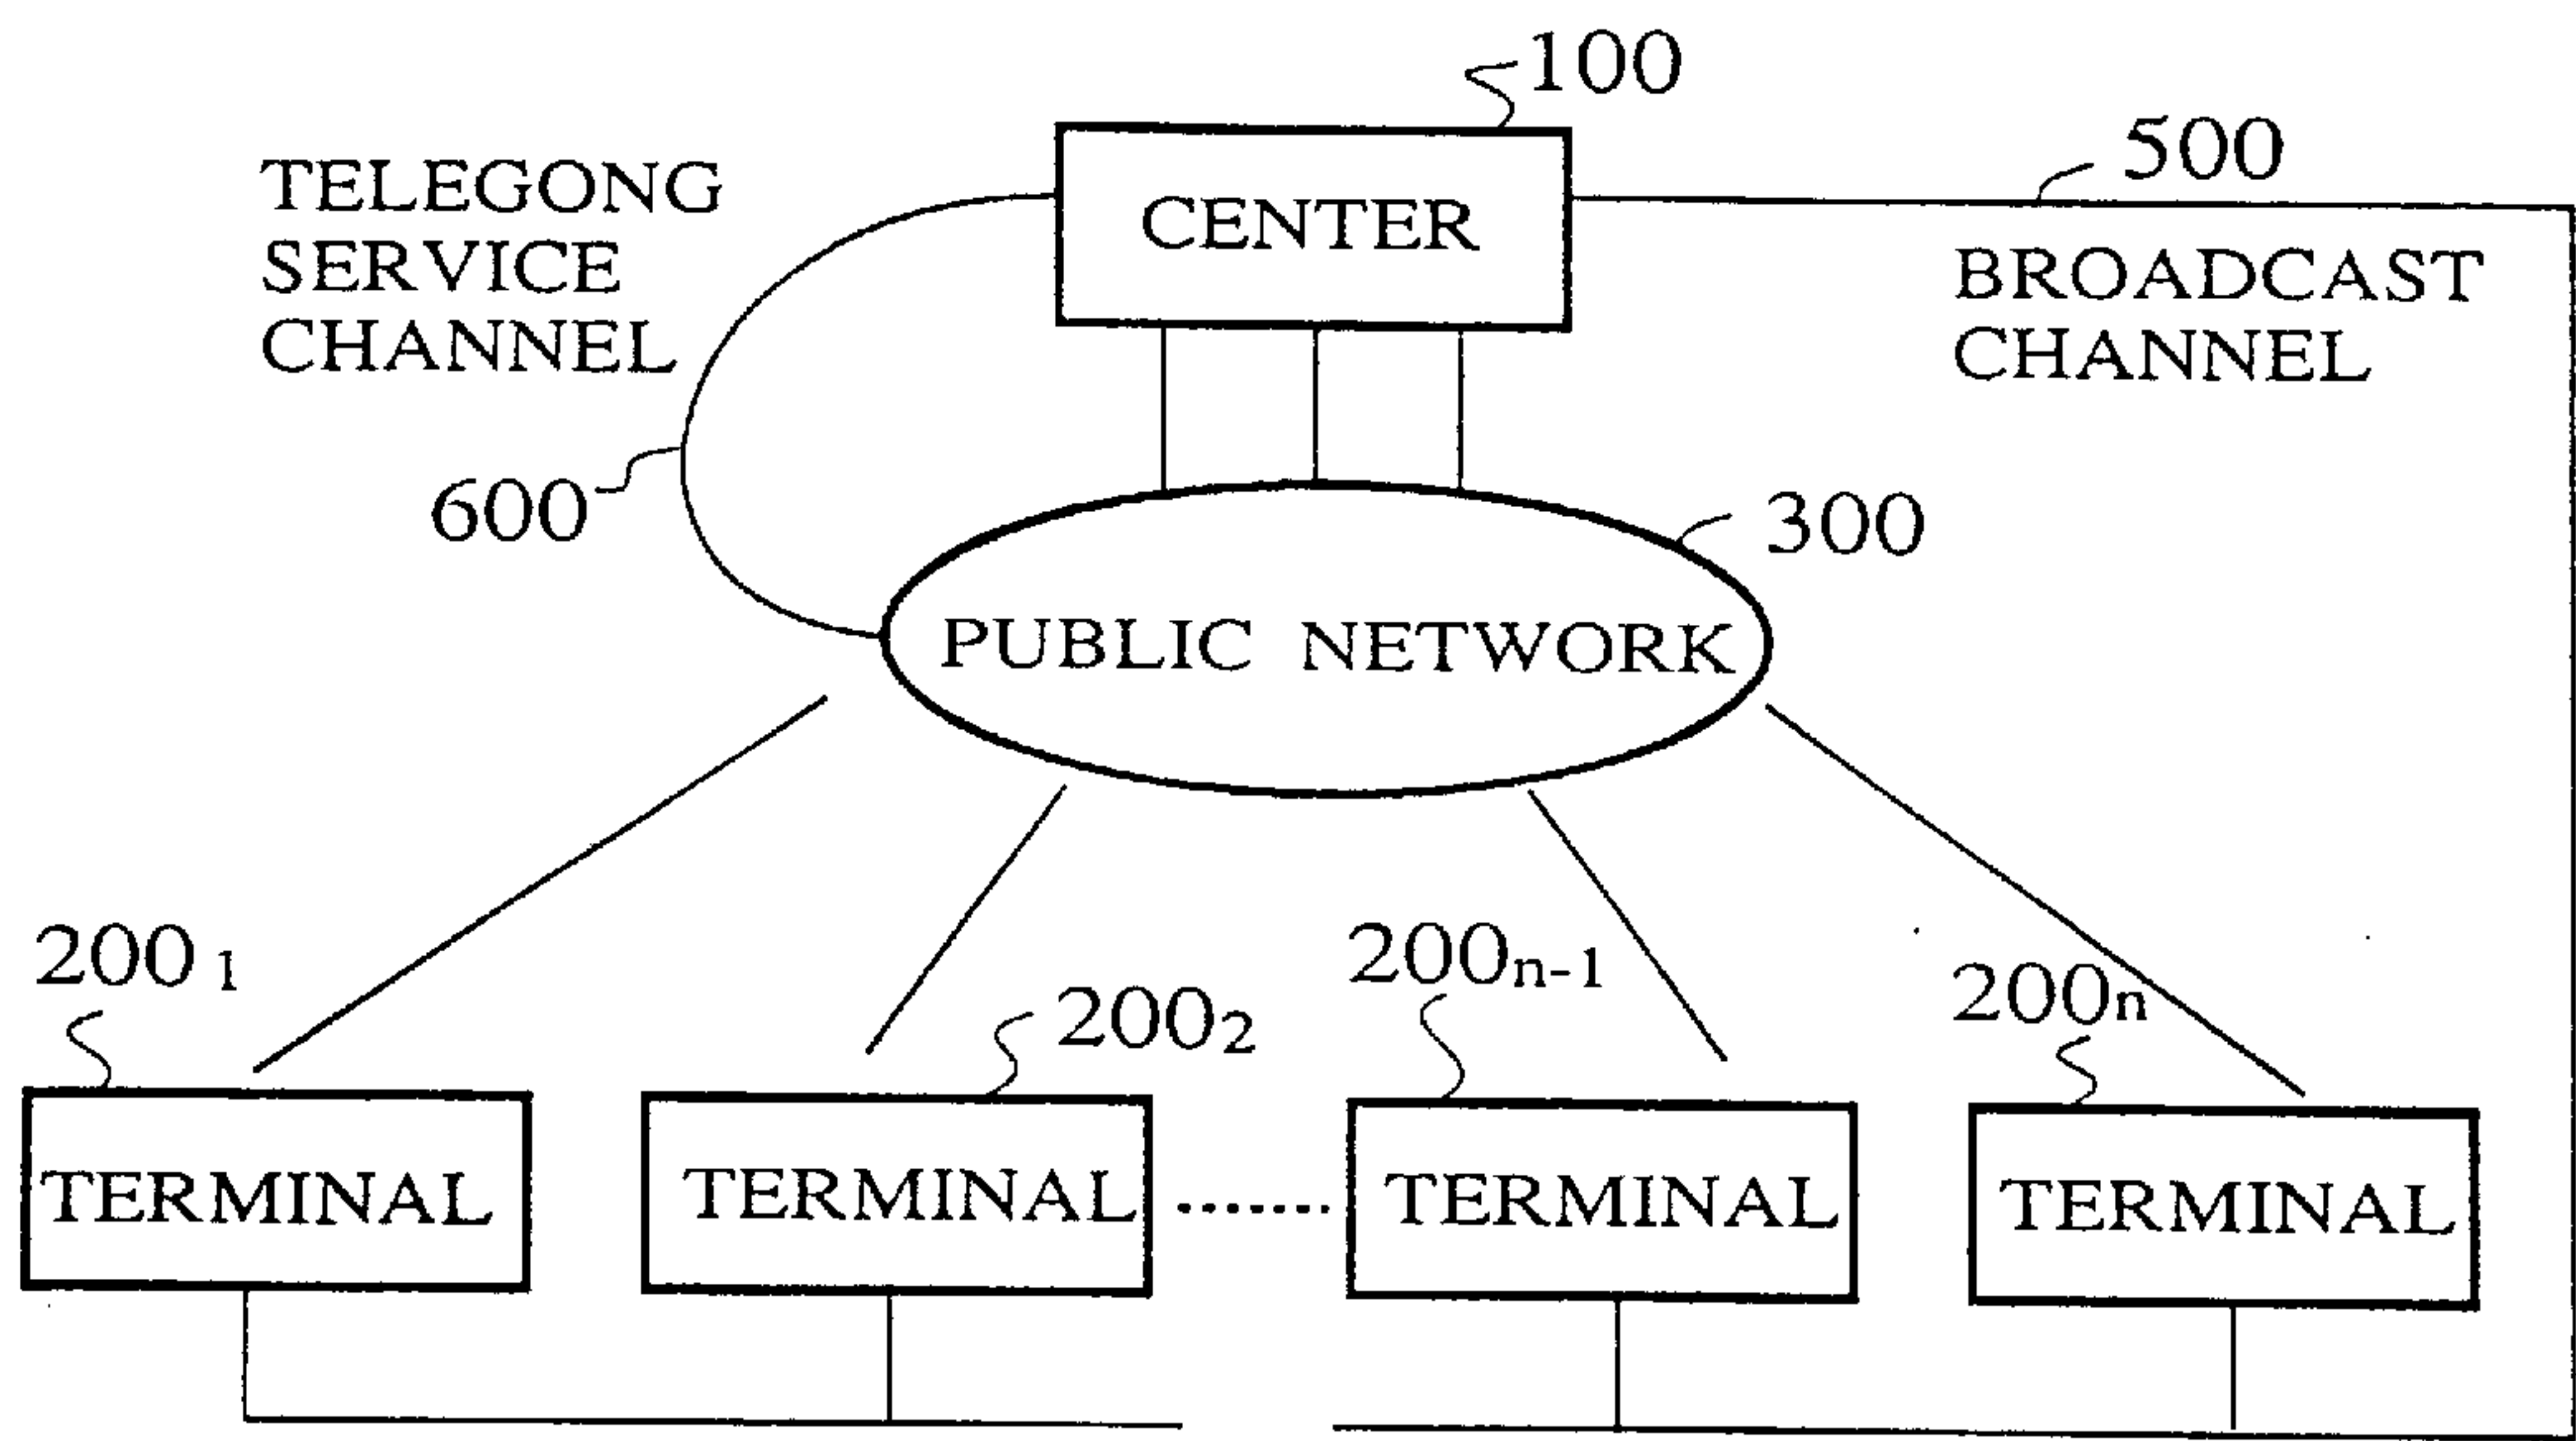 100
TELEGONG
SERVICE
CHANNEL
CENTER
500
BROADCAST
CHANNEL
600
300
PUBLIC NETWORK
200 1
200n-1
200n
2002
TERMINAL
TERMINAL
TERMINAL
TERMINAL